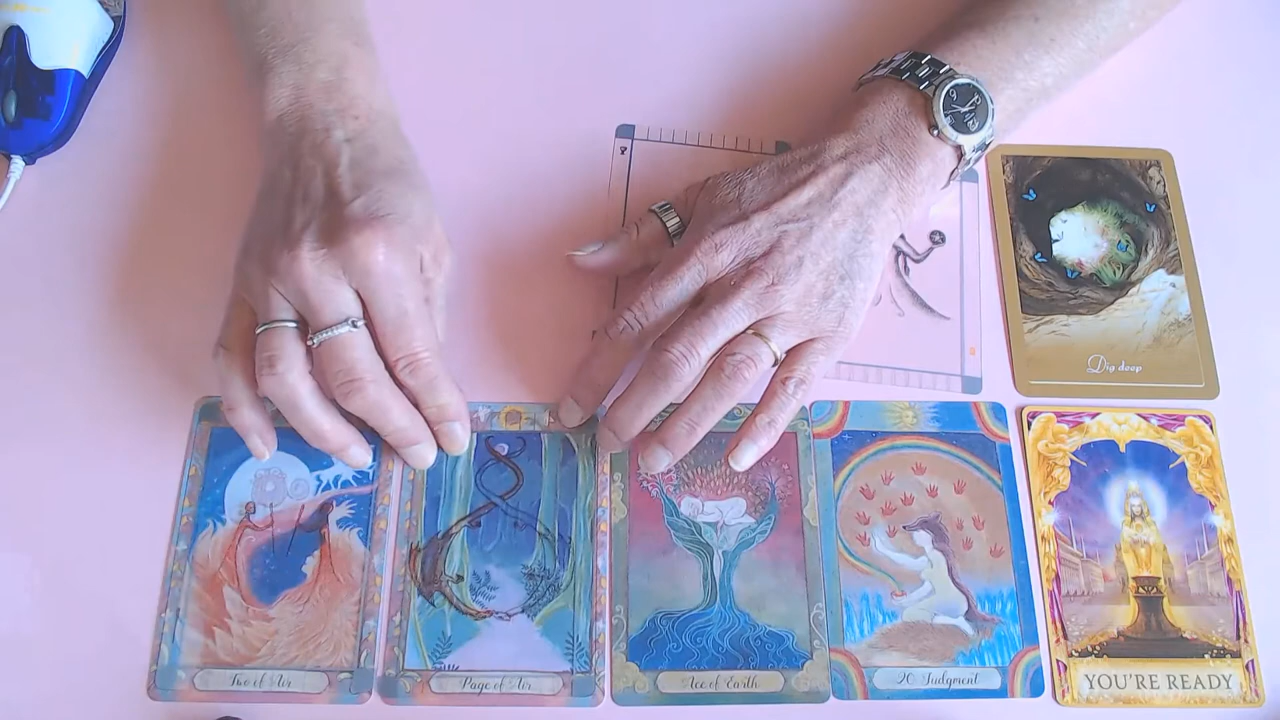 Dig deep
Two of Air
Page of Air
Ace of Earth
20 Judgment
YOU'RE READY